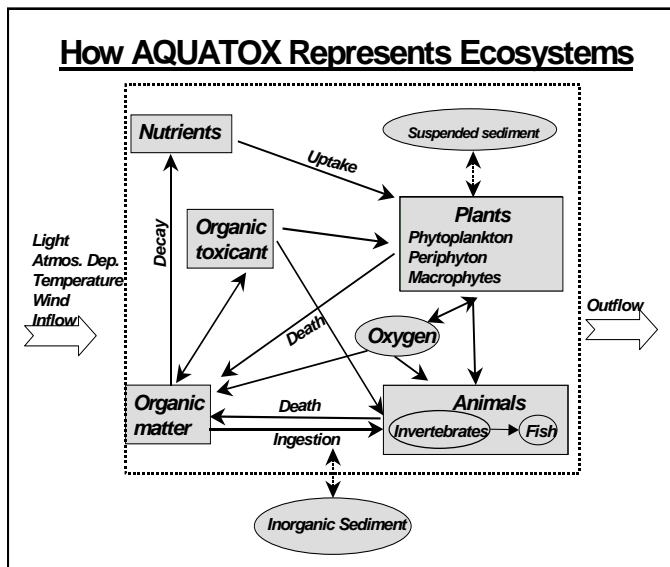 How AQUATOX Represents Ecosystems
Nutrients
Suspended sediment
Uptake
Plants
Phytoplankton
Periphyton
Macrophytes
Organic
toxicant
Decay
Light
Atmos. Dep.
Temperature
Wind
Inflow
Outflow
Oxygen
Death
Organic
matter
Death
Ingestion
Animals
Invertebrates
Fish
Inorganic Sediment